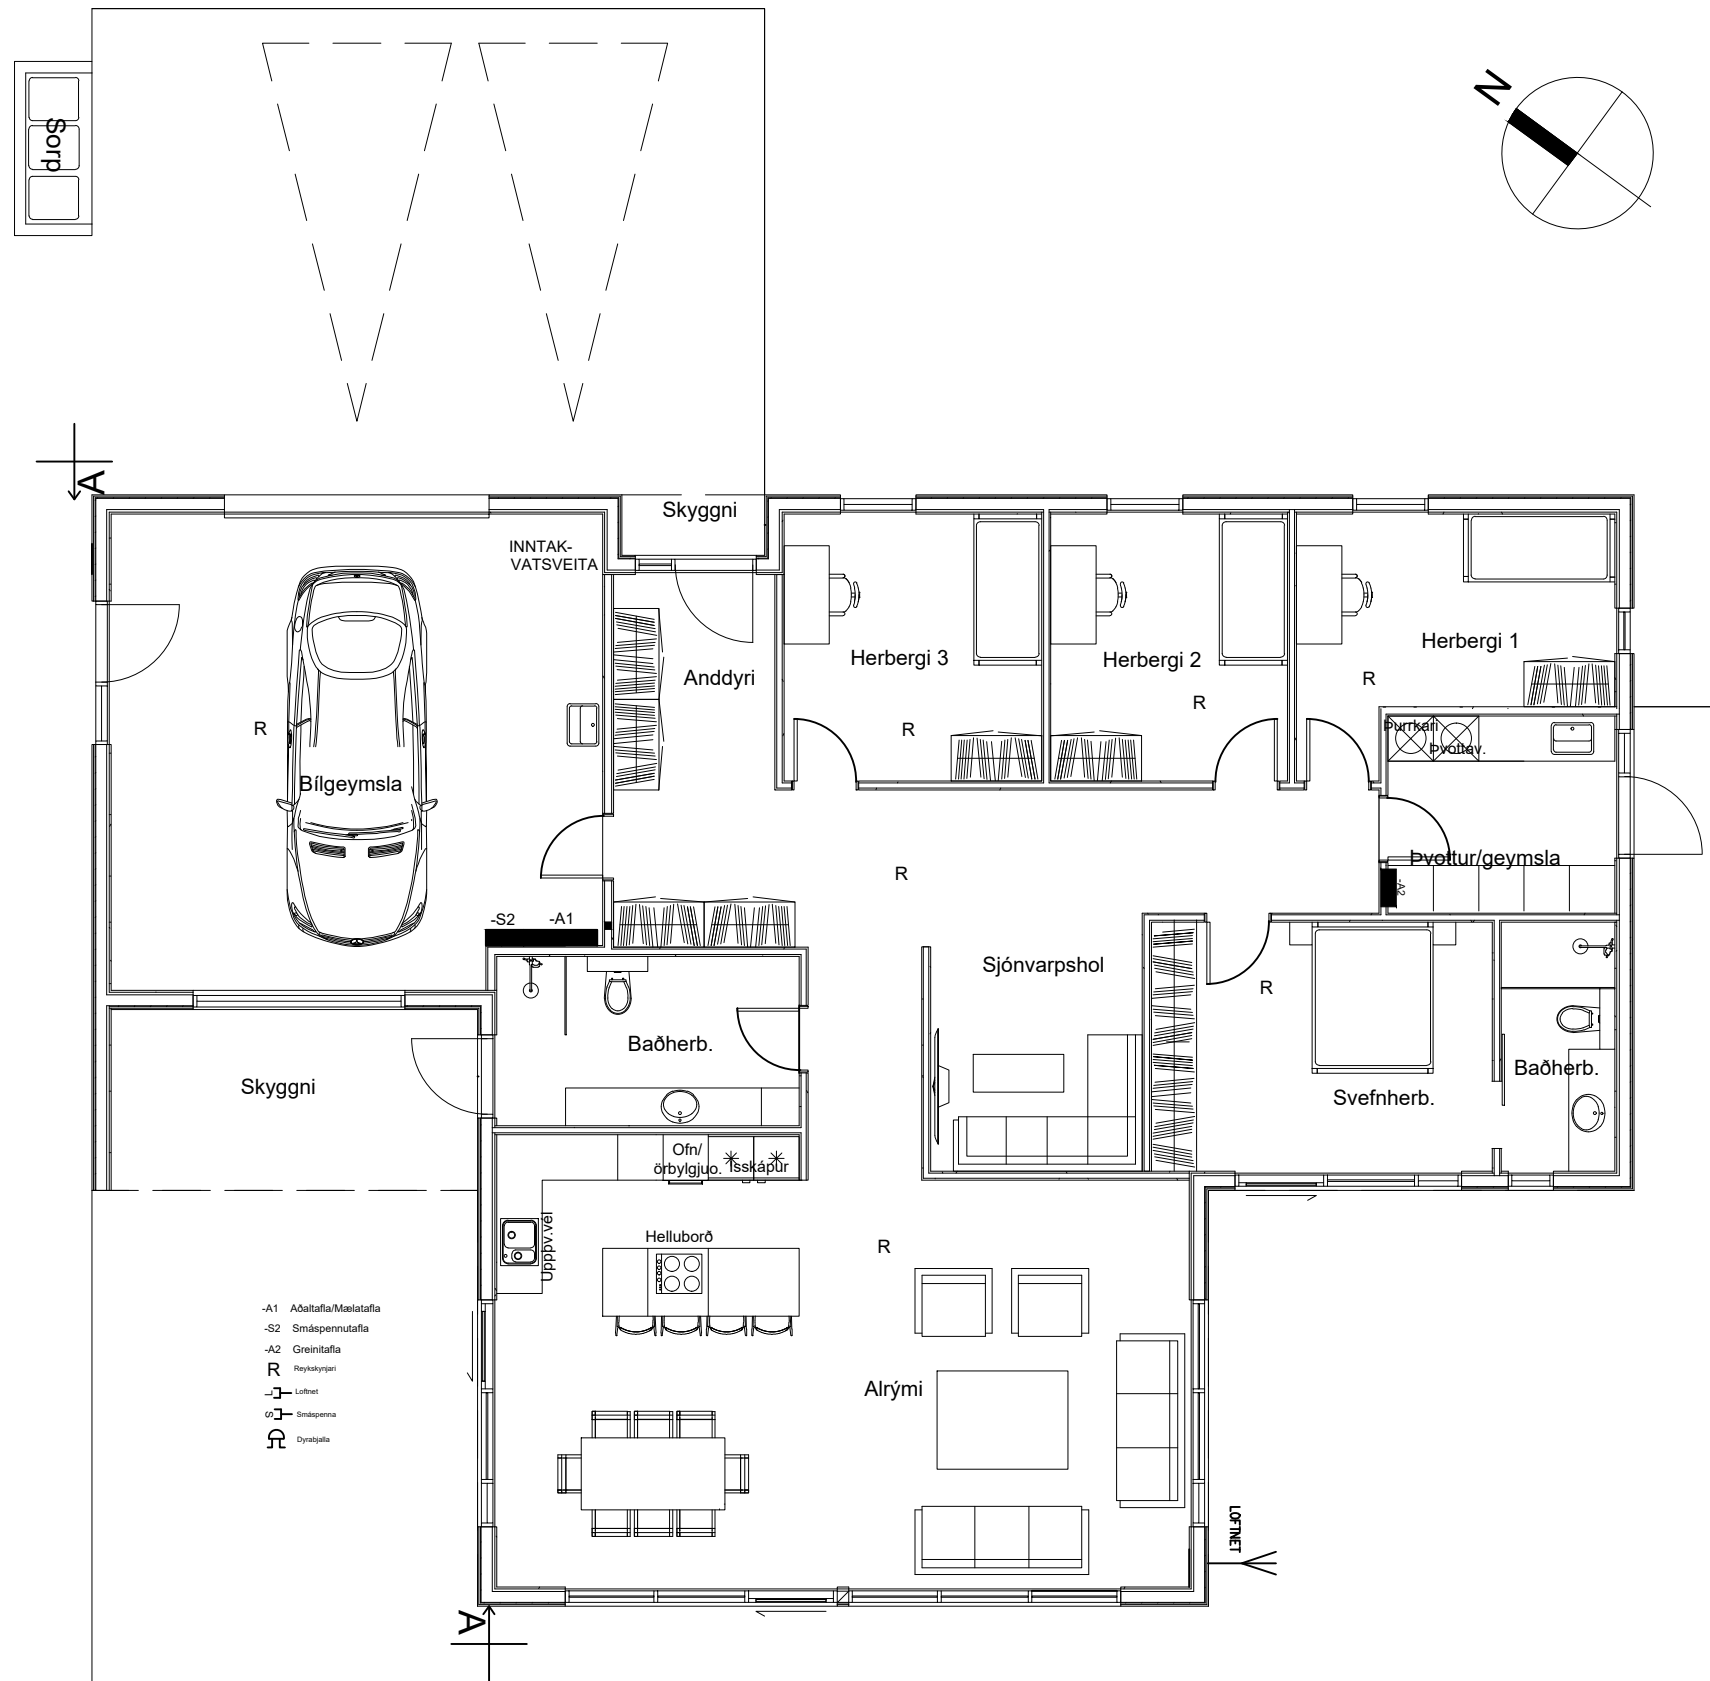 Sorp
N
A
Skyggni
INNTAK-
VATSVEITA
Herbergi 3
Herbergi 2
Herbergi 1
Anddyri
R
R
R
R
Þurrkari
Þvottav.
Bílgeymsla
R
Þvottur/geymsla
-A2
-S2
-A1
Sjónvarpshol
R
Baðherb.
Skyggni
Baðherb.
Svefnherb.
Ofn/
örbylgjuo.
Ísskápur
Uppþv.vél
Helluborð
R
-A1 Aðaltafla/Mælatafla
-S2 Smáspennutafla
-A2 Greinitafla
R Reykskynjari
L Loftnet
S Smáspenna
Dyrabjalla
Alrými
LOFTNET
A